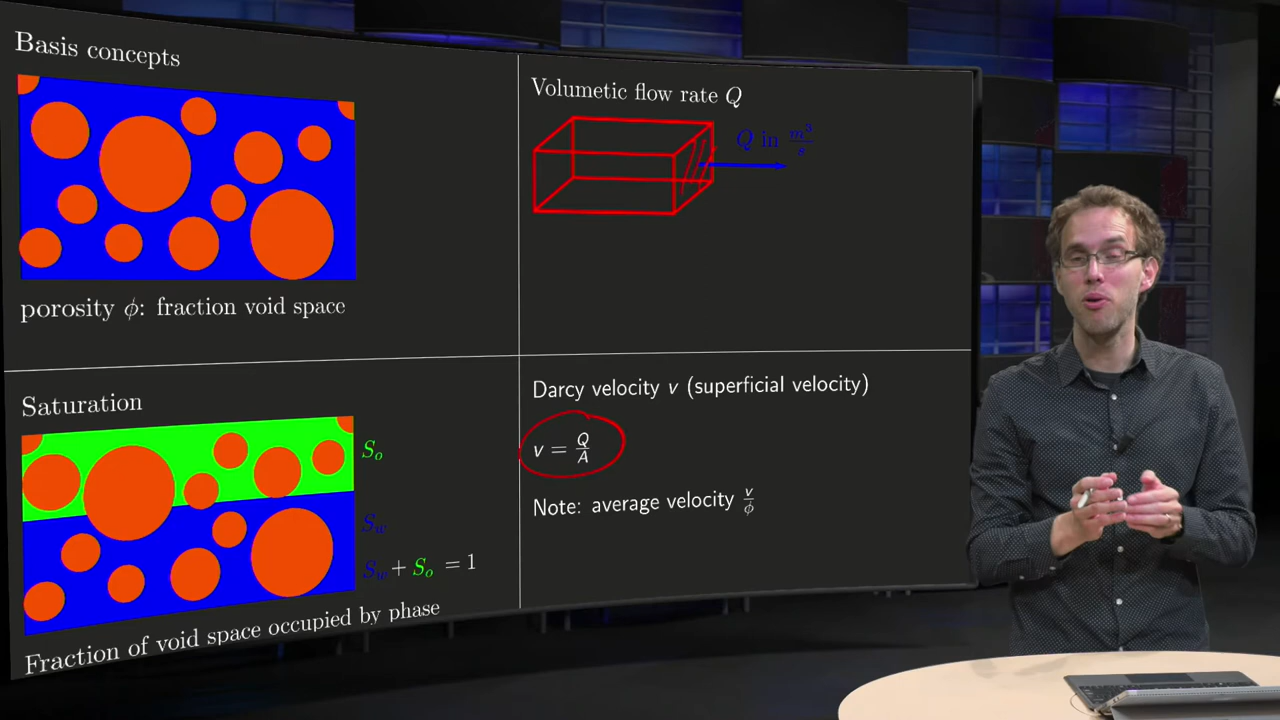 Basis concepts
porosity ϕ: fraction void space
Volumetic flow rate Q
Q in m³/s
Saturation
S_o
S_w
S_w + S_o = 1
Fraction of void space occupied by phase
Darcy velocity v (superficial velocity)
v = Q/A
Note: average velocity v/ϕ